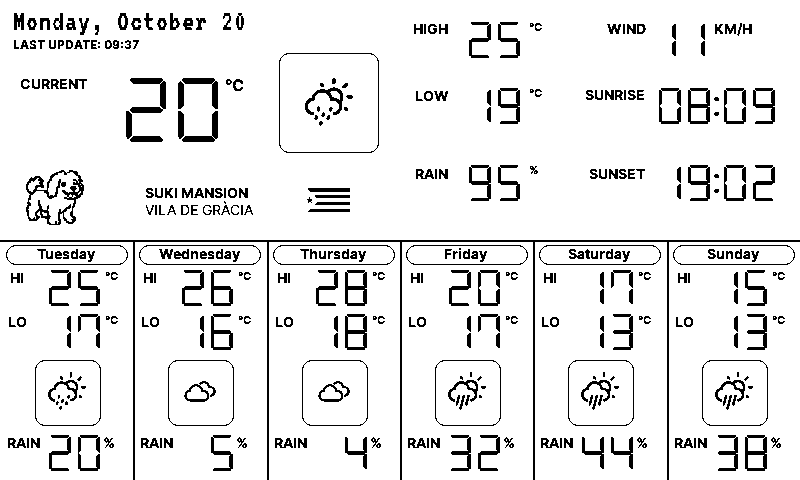 Monday, October 20
LAST UPDATE: 09:37
CURRENT 20 °C
SUKI MANSION
VILA DE GRÀCIA
HIGH 25 °C
WIND 11 KM/H
LOW 19 °C
SUNRISE 08:09
RAIN 95 %
SUNSET 19:02
Tuesday
HI 25 °C
LO 17 °C
RAIN 20 %
Wednesday
HI 26 °C
LO 16 °C
RAIN 5 %
Thursday
HI 28 °C
LO 18 °C
RAIN 4 %
Friday
HI 20 °C
LO 17 °C
RAIN 32 %
Saturday
HI 17 °C
LO 13 °C
RAIN 44 %
Sunday
HI 15 °C
LO 13 °C
RAIN 38 %